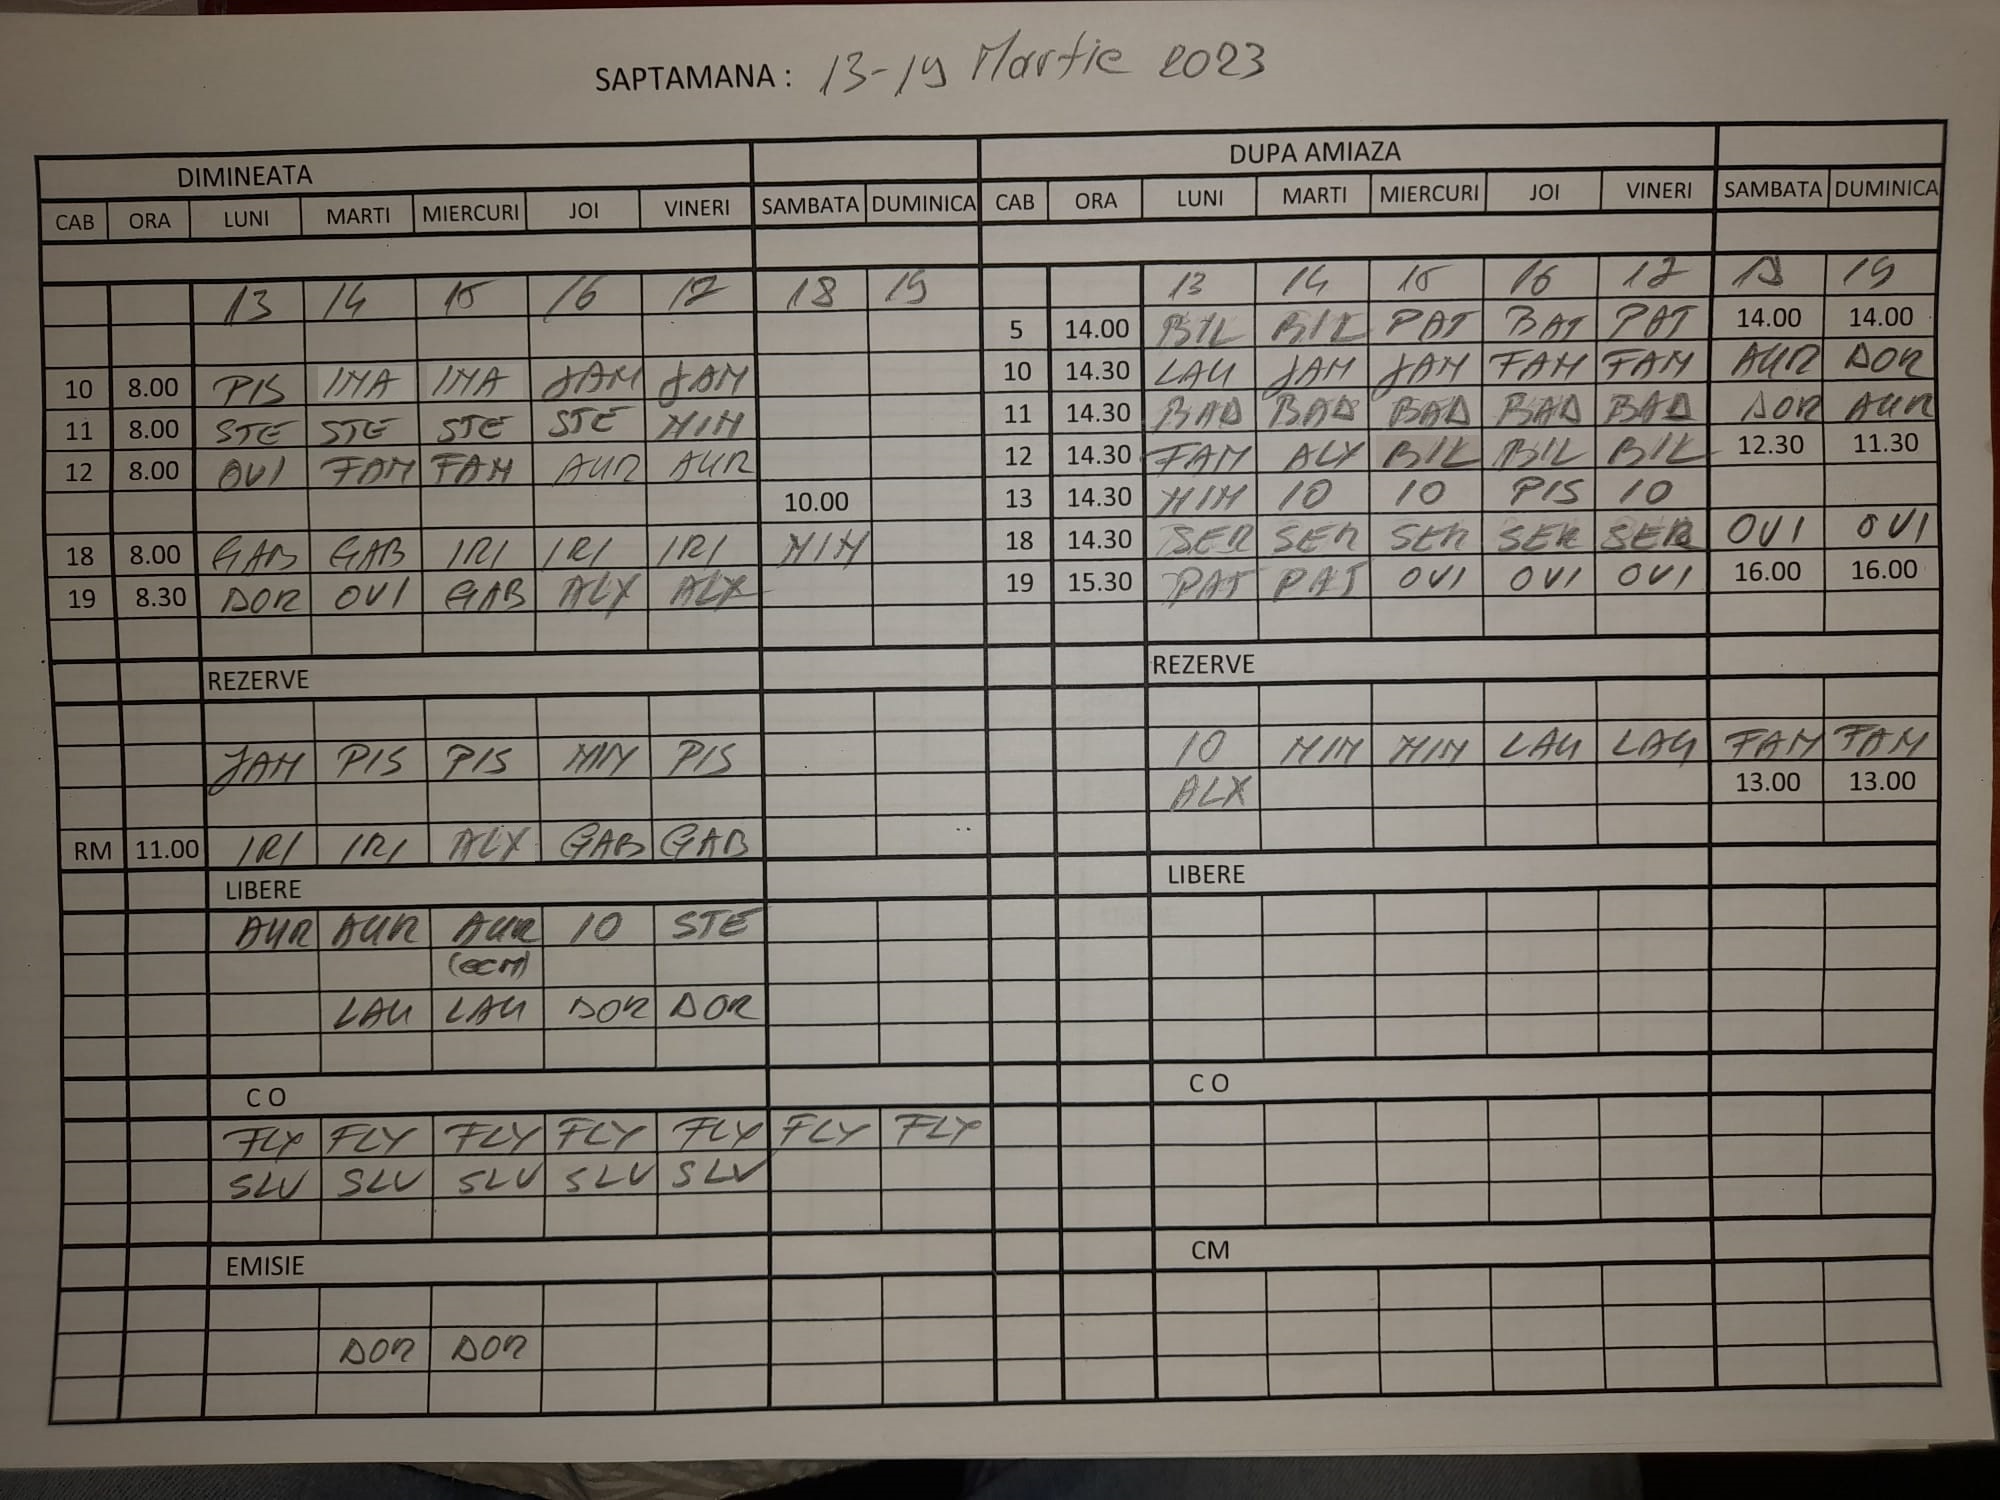 SAPTAMANA : 13-19 Martie 2023
DIMINEATA DUPA AMIAZA
CAB ORA LUNI MARTI MIERCURI JOI VINERI SAMBATA DUMINICA CAB ORA LUNI MARTI MIERCURI JOI VINERI SAMBATA DUMINICA
13 14 15 16 17 18 19 13 14 15 16 17 18 19
5 14.00 BIL BIL PAT BAT PAT 14.00 14.00
10 8.00 PIS IMA IMA JAM JAM 10 14.30 LAU JAM JAM FAM FAM AUR DOR
11 8.00 STE STE STE STE MIM 11 14.30 BAD BAD BAD BAD BAD DOR AUR
12 8.00 OVI FAM FAM AUR AUR 12 14.30 FAM ALX BIL BIL BIL 12.30 11.30
10.00 13 14.30 MIM 10 10 PIS 10
18 8.00 GAB GAB IRI IRI IRI MIM 18 14.30 SER SER SER SER SER OVI OVI
19 8.30 DOR OVI GAB ALX ALX 19 15.30 PAT PAT OVI OVI OVI 16.00 16.00
REZERVE REZERVE
JAM PIS PIS MIM PIS 10 MIM MIM LAU LAU FAM FAM
ALX 13.00 13.00
RM 11.00 IRI IRI ALX GAB GAB
LIBERE LIBERE
AUR AUR AUR 10 STE
(ecm)
LAU LAU DOR DOR
C O C O
FLY FLY FLY FLY FLY FLY FLY
SLV SLV SLV SLV SLV
EMISIE CM
DOR DOR